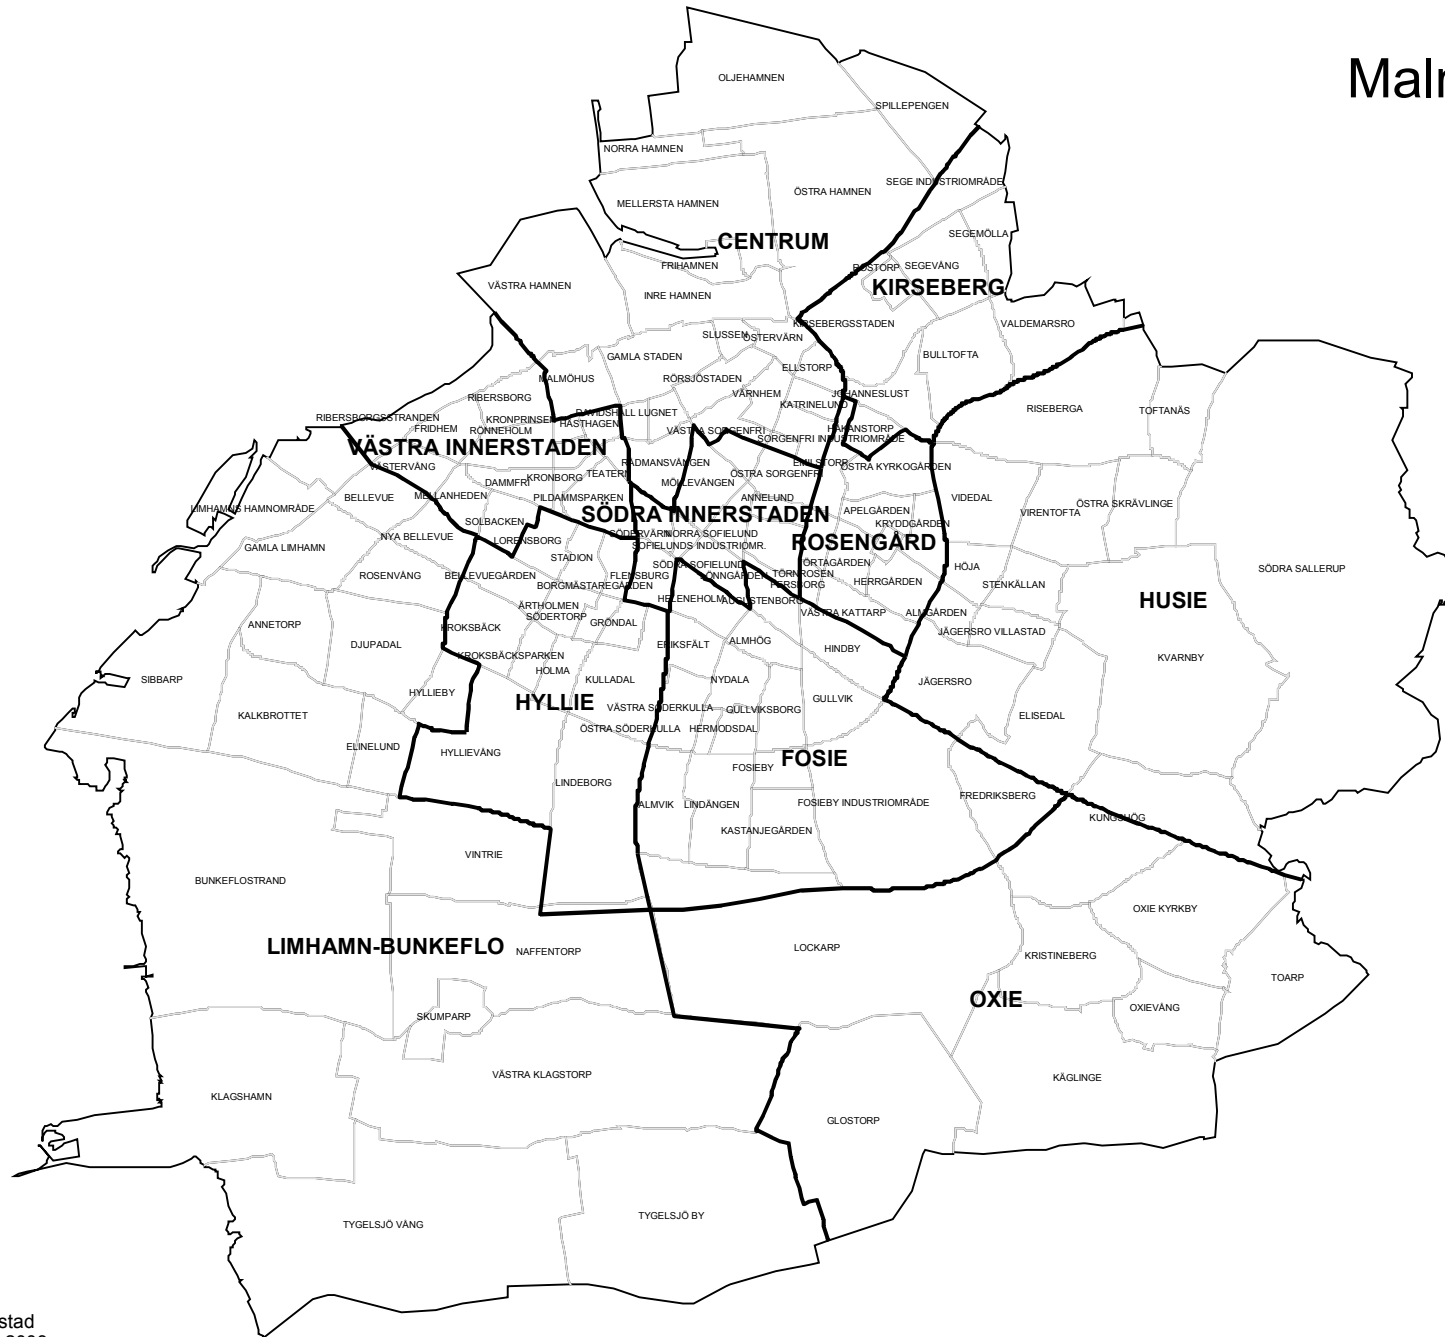 Malm
OLJEHAMNEN
SPILLEPENGEN
NORRA HAMNEN
SEGE INDUSTRIOMRÅDE
ÖSTRA HAMNEN
MELLERSTA HAMNEN
SEGEMÖLLA
CENTRUM
FRIHAMNEN
ROSTORP
SEGEVÅNG
VÄSTRA HAMNEN
KIRSEBERG
INRE HAMNEN
KIRSEBERGSSTADEN
VALDEMARSRO
SLUSSEN
ÖSTERVÄRN
GAMLA STADEN
BULLTOFTA
ELLSTORP
MALMÖHUS
RÖRSJÖSTADEN
VÄRNHEM
JOHANNESLUST
RIBERSBORG
KATRINELUND
RISEBERGA
TOFTANÄS
RIBERSBORGSSTRANDEN
KRONPRINSEN
DAVIDSHALL LUGNET
HÄSTHAGEN
FRIDHEM
RÖNNEHOLM
VÄSTRA SORGENFRI
HÅKANSTORP
SORGENFRI INDUSTRIOMRÅDE
VÄSTRA INNERSTADEN
VÄSTERVÅNG
RÅDMANSVÅNGEN
EMILSTORP
ÖSTRA KYRKOGÅRDEN
ÖSTRA SORGENFRI
TEATERN
KRONBORG
DAMMFRI
MÖLLEVÅNGEN
BELLEVUE
MELLANHEDEN
PILDAMMSPARKEN
ANNELUND
VIDEDAL
ÖSTRA SKRÄVLINGE
LIMHAMNS HAMNOMRÅDE
APELGÅRDEN
VIRENTOFTA
SÖDRA INNERSTADEN
SOLBACKEN
KRYDDGÅRDEN
NYA BELLEVUE
LORENSBORG
SÖDERVÄRN
NORRA SOFIELUND
SOFIELUNDS INDUSTRIOMR.
ROSENGÅRD
GAMLA LIMHAMN
STADION
SÖDRA SOFIELUND
ÖRTAGÅRDEN
HÖJA
SÖDRA SALLERUP
ROSENVÅNG
BELLEVUEGÅRDEN
FLENSBURG
LÖNNGÅRDEN
TÖRNROSEN
BORGMÄSTAREGÅRDEN
PERSBORG
HERRGÅRDEN
STENKÄLLAN
HELENEHOLM
AUGUSTENBORG
HUSIE
ÄRTHOLMEN
SÖDERTORP
GRÖNDAL
VÄSTRA KATTARP
ALMGÅRDEN
ANNETORP
KROKSBÄCK
JÄGERSRO VILLASTAD
DJUPADAL
ERIKSFÄLT
ALMHÖG
HINDBY
KROKSBÄCKSPARKEN
KVARNBY
HOLMA
SIBBARP
KULLADAL
NYDALA
JÄGERSRO
HYLLIEBY
HYLLIE
GULLVIK
VÄSTRA SÖDERKULLA
GULLVIKSBORG
KALKBROTTET
ELISEDAL
ÖSTRA SÖDERKULLA
HERMODSDAL
ELINELUND
HYLLIEVÅNG
FOSIE
FOSIEBY
LINDEBORG
FREDRIKSBERG
ALMVIK
LINDÄNGEN
FOSIEBY INDUSTRIOMRÅDE
KUNGSHÖG
KASTANJEGÅRDEN
VINTRIE
BUNKEFLOSTRAND
OXIE KYRKBY
LIMHAMN-BUNKEFLO
NAFFENTORP
LOCKARP
KRISTINEBERG
TOARP
OXIE
OXIEVÅNG
SKUMPARP
VÄSTRA KLAGSTORP
KÄGLINGE
KLAGSHAMN
GLOSTORP
TYGELSJÖ BY
TYGELSJÖ VÅNG
stad